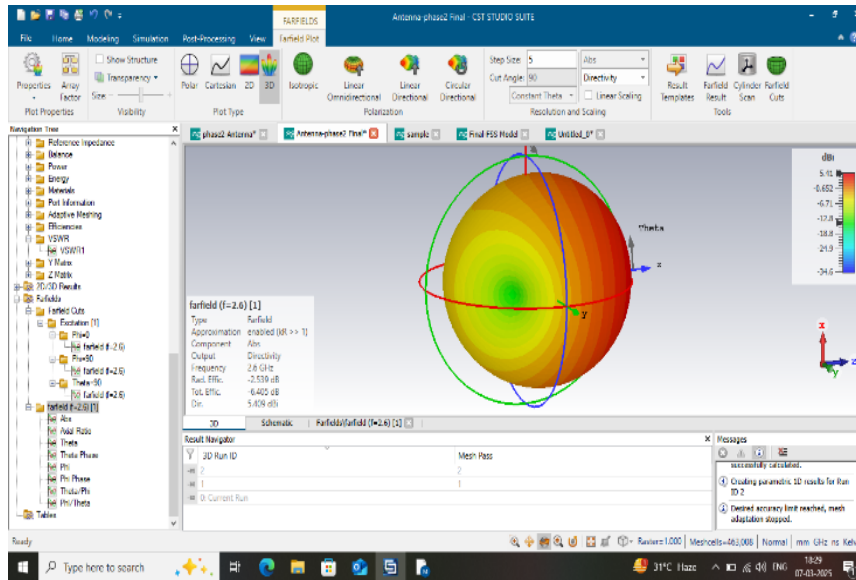 FARFIELDS
Antenna-phase2 Final - CST STUDIO SUITE
File Home Modeling Simulation Post-Processing View Farfield Plot
Properties
Array Factor
Show Structure
Transparency
Size
Plot Properties
Visibility
Polar Cartesian 2D 3D
Plot Type
Isotropic
Linear Omnidirectional
Linear Directional
Circular Directional
Polarization
Step Size: 5
Abs
Cut Angle: 90
Directivity
Constant Theta
Linear Scaling
Resolution and Scaling
Result Templates
Farfield Result
Cylinder Scan
Farfield Cuts
Tools
Navigation Tree
phase2 Antenna*
Antenna-phase2 Final*
sample
Final FSS Model
Untitled_0*
Reference Impedance
Balance
Power
Energy
Materials
Port Information
Adaptive Meshing
Efficiencies
VSWR
VSWR1
Y Matrix
Z Matrix
2D/3D Results
Farfields
Farfield Cuts
Excitation [1]
Phi=0
farfield (f=2.6)
Phi=90
farfield (f=2.6)
Theta=90
farfield (f=2.6)
farfield (f=2.6) [1]
Abs
Axial Ratio
Theta
Theta Phase
Phi
Phi Phase
Theta/Phi
Phi/Theta
Tables
dBi
5.41
-0.652
-6.71
-12.8
-18.8
-24.9
-34.6
Theta
x
y
farfield (f=2.6) [1]
Type Farfield
Approximation enabled (kR >> 1)
Component Abs
Output Directivity
Frequency 2.6 GHz
Rad. Effic. -2.539 dB
Tot. Effic. -6.405 dB
Dir. 5.409 dBi
x
z
y
3D Schematic Farfields\farfield (f=2.6) [1]
Result Navigator
3D Run ID Mesh Pass
2 2
1 1
0: Current Run
Messages
successfully calculated.
Creating parametric 1D results for Run ID 2
Desired accuracy limit reached, mesh adaptation stopped.
Ready
Raster=1.000 Meshcells=463,008 Normal mm GHz ns Kelv
Type here to search
31°C Haze
ENG
18:29
07-03-2025